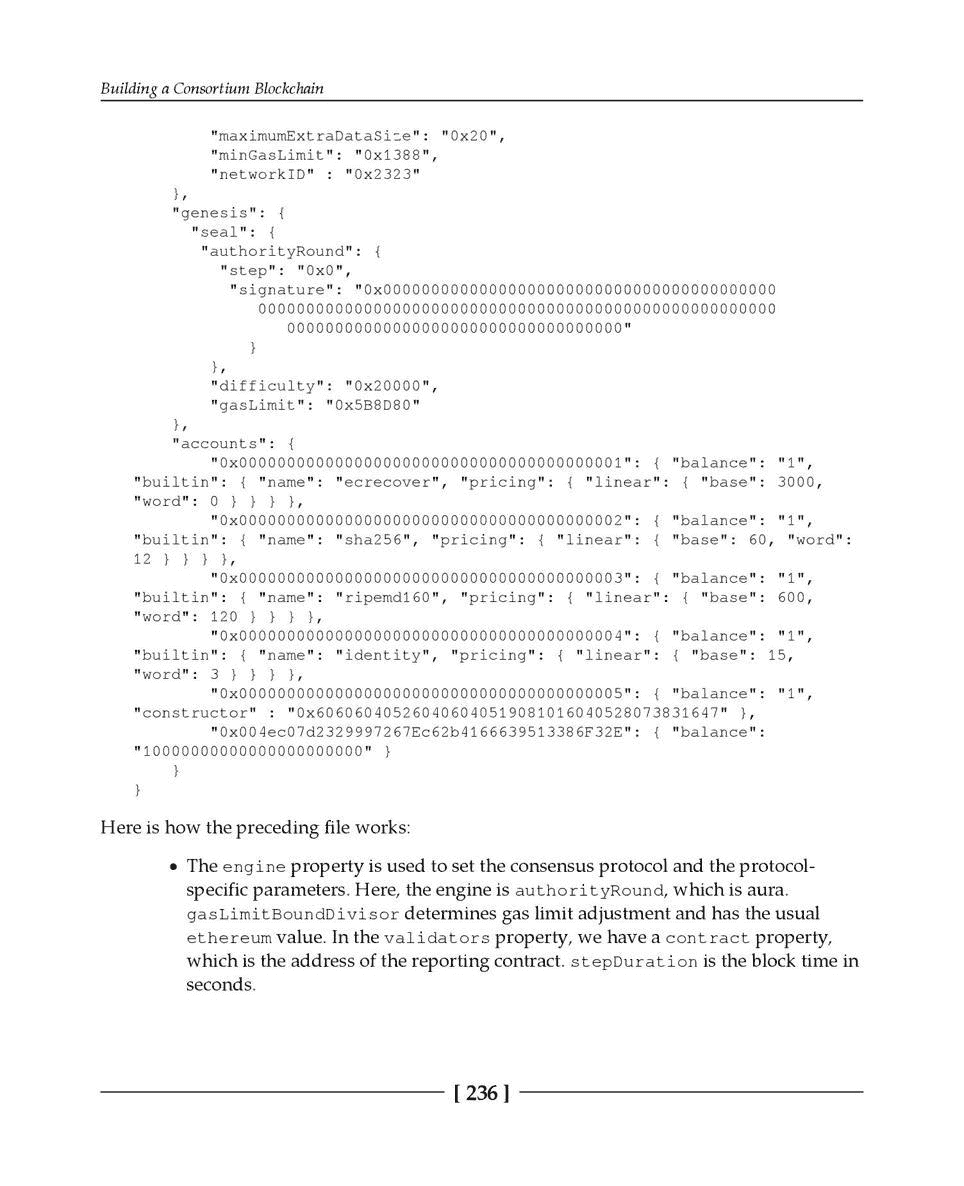 Building a Consortium Blockchain
"maximumExtraDataSize": "0x20",
"minGasLimit": "0x1388",
"networkID" : "0x2323"
},
"genesis": {
"seal": {
"authorityRound": {
"step": "0x0",
"signature": "0x00000000000000000000000000000000000000000
000000000000000000000000000000000000000000000000000000
00000000000000000000000000000000000"
}
},
"difficulty": "0x20000",
"gasLimit": "0x5B8D80"
},
"accounts": {
"0x0000000000000000000000000000000000000001": { "balance": "1",
"builtin": { "name": "ecrecover", "pricing": { "linear": { "base": 3000,
"word": 0 } } } },
"0x0000000000000000000000000000000000000002": { "balance": "1",
"builtin": { "name": "sha256", "pricing": { "linear": { "base": 60, "word":
12 } } } },
"0x0000000000000000000000000000000000000003": { "balance": "1",
"builtin": { "name": "ripemd160", "pricing": { "linear": { "base": 600,
"word": 120 } } } },
"0x0000000000000000000000000000000000000004": { "balance": "1",
"builtin": { "name": "identity", "pricing": { "linear": { "base": 15,
"word": 3 } } } },
"0x0000000000000000000000000000000000000005": { "balance": "1",
"constructor" : "0x606060405260406040519081016040528073831647" },
"0x004ec07d2329997267Ec62b4166639513386F32E": { "balance":
"10000000000000000000000" }
}
}
Here is how the preceding file works:
• The engine property is used to set the consensus protocol and the protocol-
specific parameters. Here, the engine is authorityRound, which is aura.
gasLimitBoundDivisor determines gas limit adjustment and has the usual
ethereum value. In the validators property, we have a contract property,
which is the address of the reporting contract. stepDuration is the block time in
seconds.
[ 236 ]